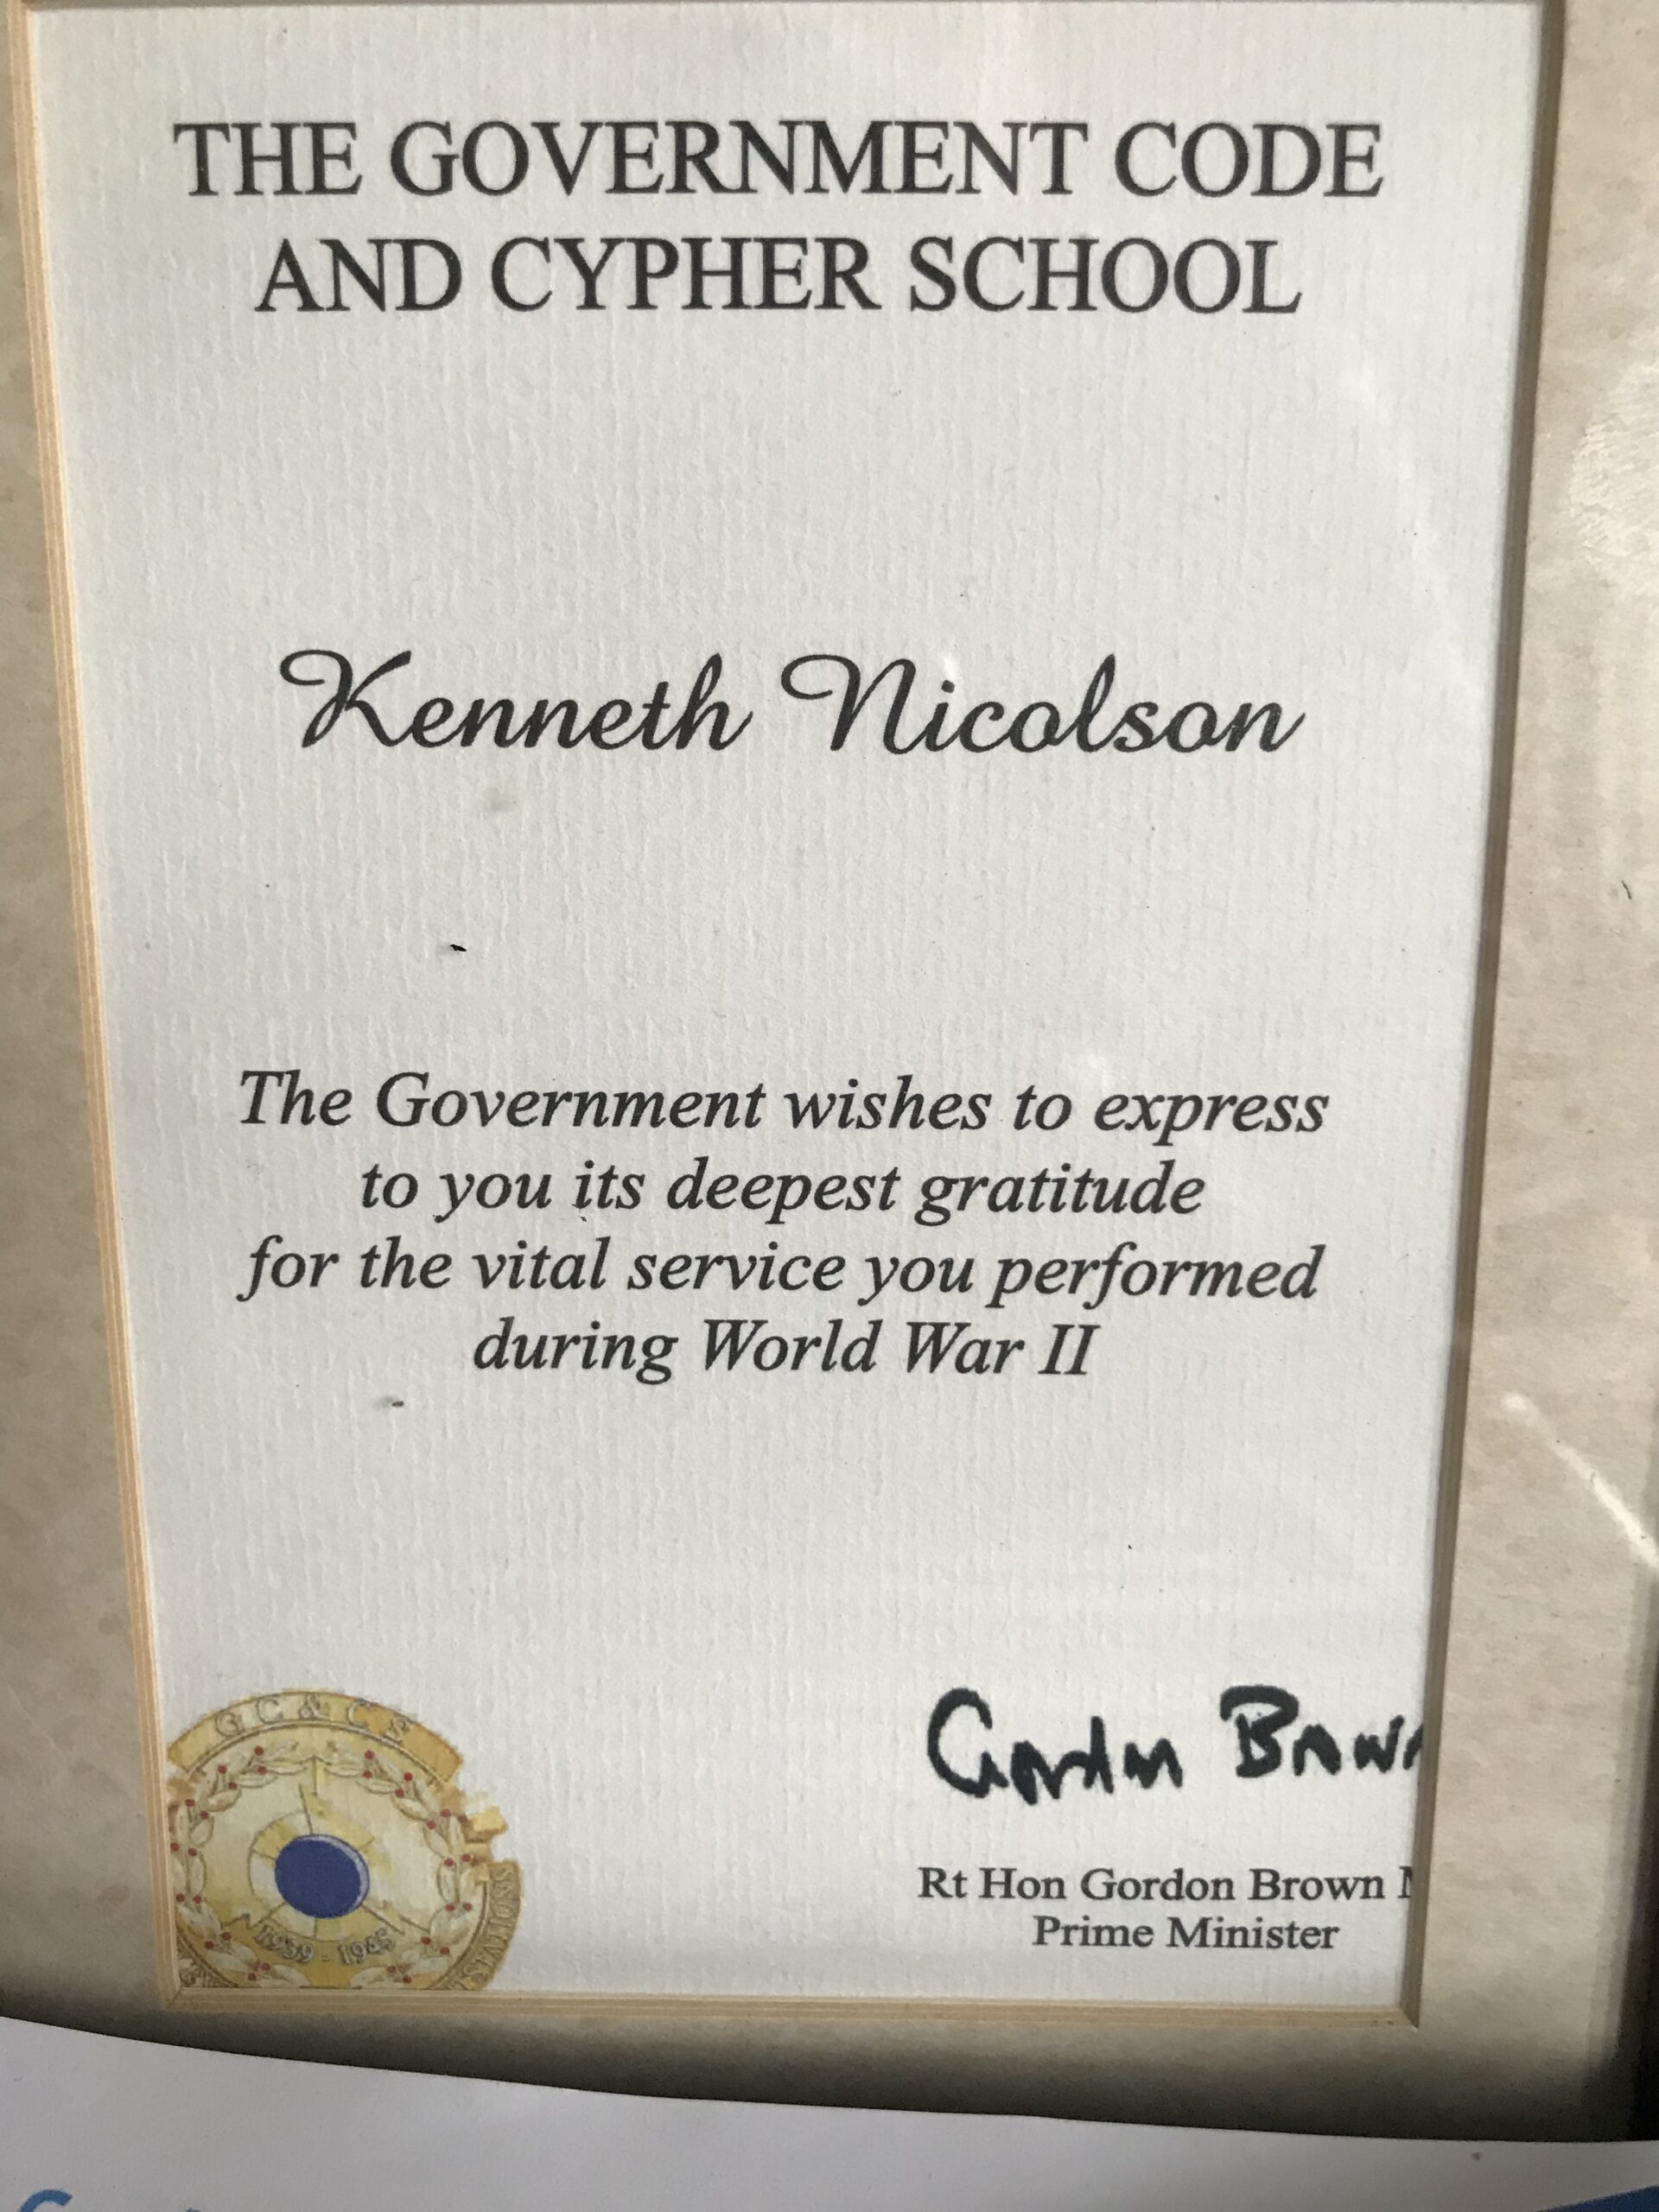 THE GOVERNMENT CODE
AND CYPHER SCHOOL
Kenneth Nicolson
The Government wishes to express
to you its deepest gratitude
for the vital service you performed
during World War II
Gordon Brown
Rt Hon Gordon Brown
Prime Minister
GC&CS
1939 - 1945